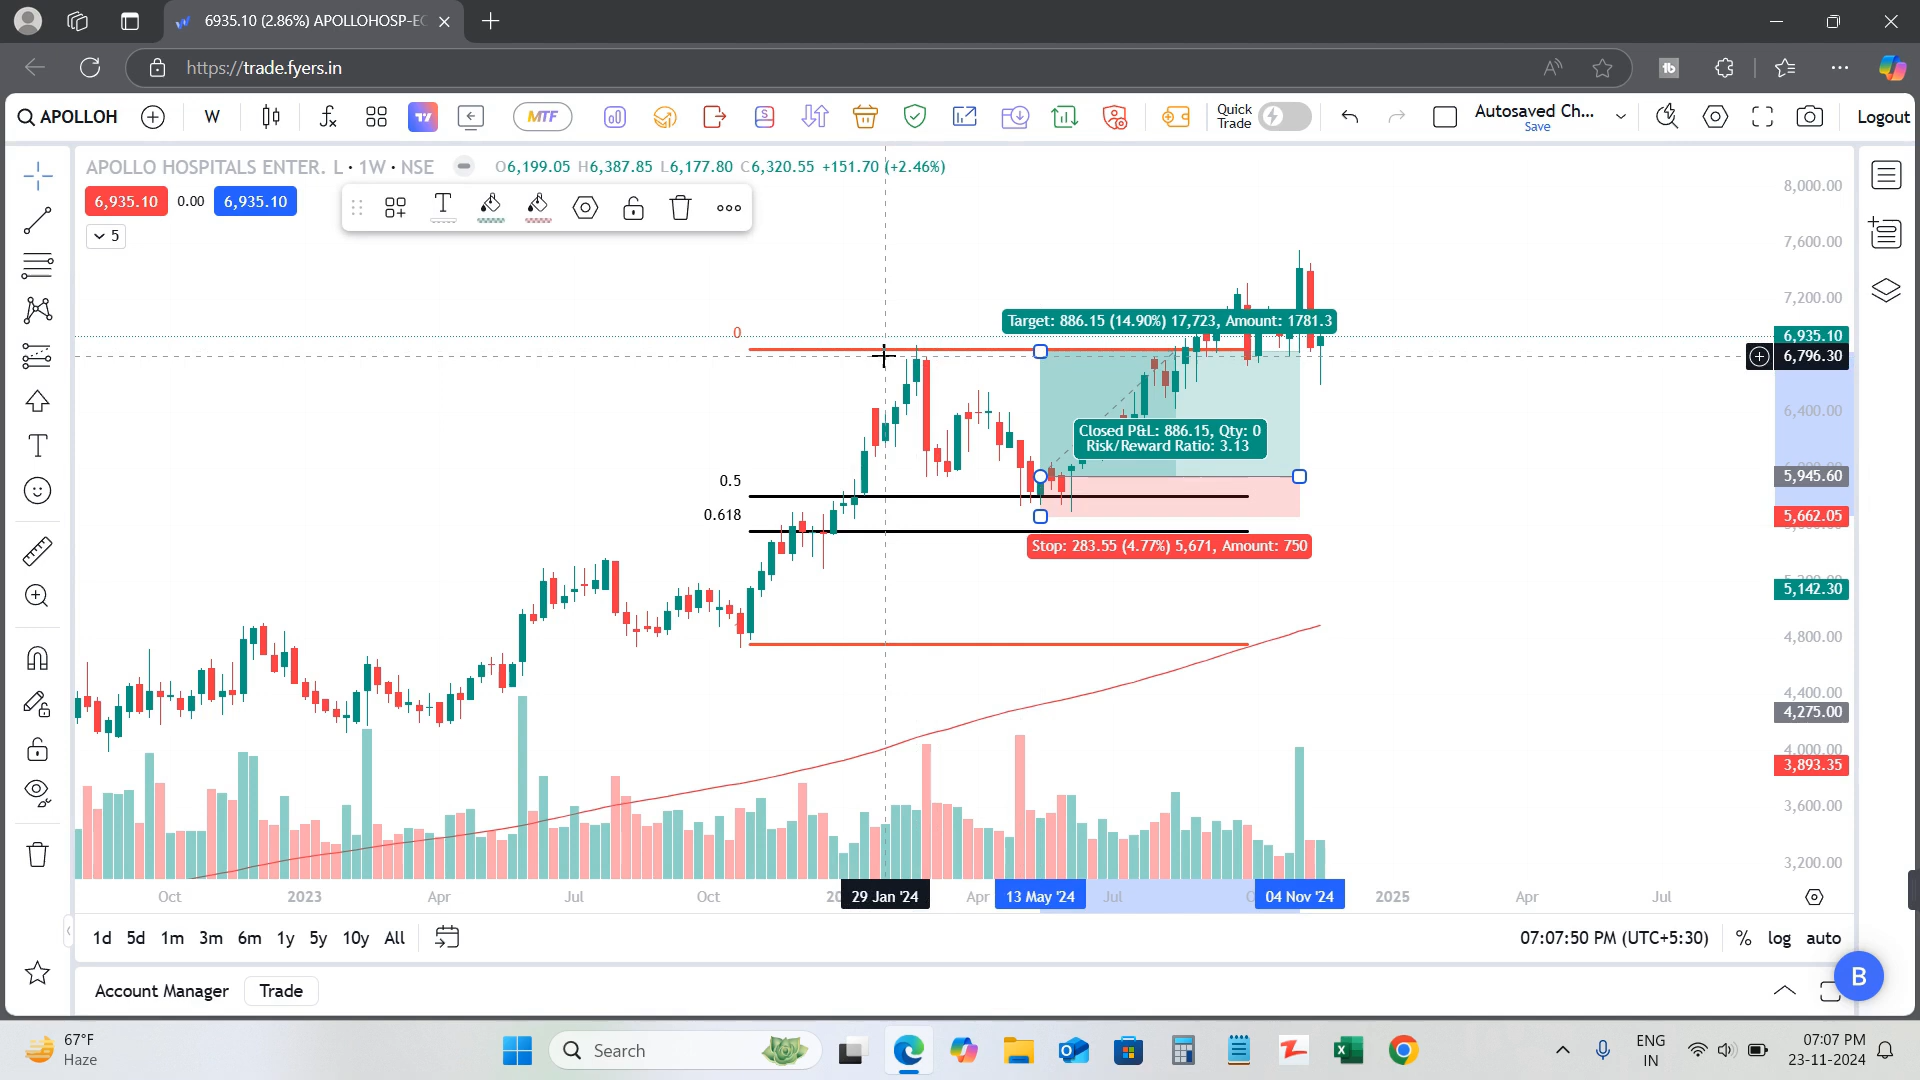 6935.10 (2.86%) APOLLOHOSP-EC
https://trade.fyers.in
APOLLOH W MTF Quick Trade Autosaved Ch... Save Logout
APOLLO HOSPITALS ENTER. L · 1W · NSE O6,199.05 H6,387.85 L6,177.80 C6,320.55 +151.70 (+2.46%)
6,935.10 0.00 6,935.10
5
8,000.00
7,600.00
7,200.00
Target: 886.15 (14.90%) 17,723, Amount: 1781.3
0
6,935.10
6,796.30
6,400.00
Closed P&L: 886.15, Qty: 0
Risk/Reward Ratio: 3.13
0.5
5,945.60
0.618
5,662.05
Stop: 283.55 (4.77%) 5,671, Amount: 750
5,142.30
4,800.00
4,400.00
4,275.00
4,000.00
3,893.35
3,600.00
3,200.00
Oct 2023 Apr Jul Oct 20 29 Jan '24 Apr 13 May '24 Jul O 04 Nov '24 2025 Apr Jul
1d 5d 1m 3m 6m 1y 5y 10y All 07:07:50 PM (UTC+5:30) % log auto
Account Manager Trade B
67°F
Haze
Search
ENG
IN
07:07 PM
23-11-2024